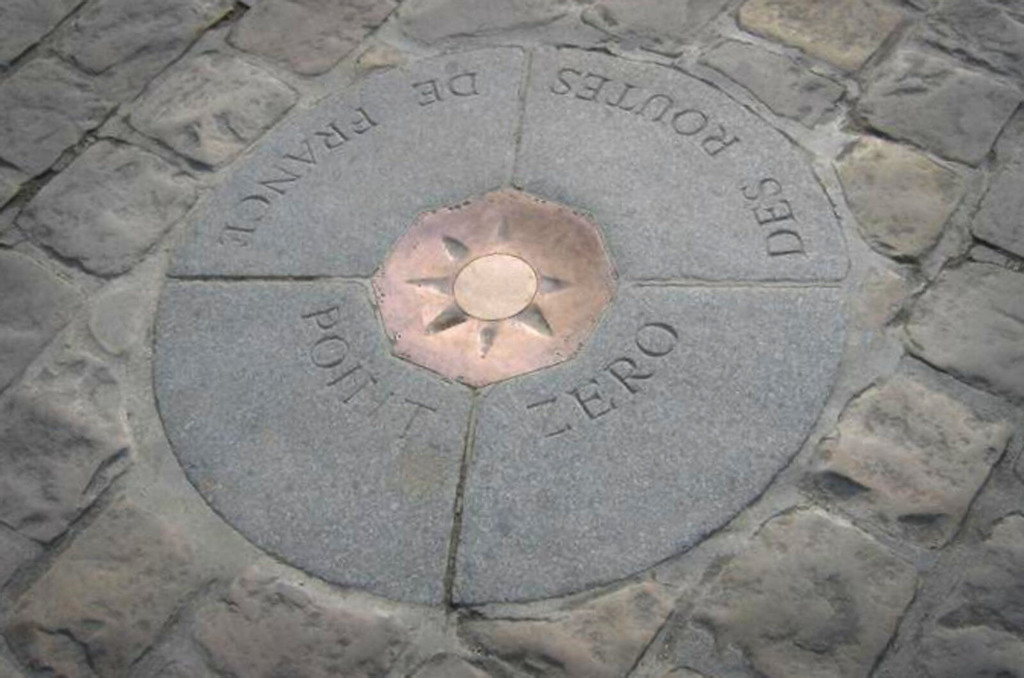 POINT ZERO
DES ROUTES DE FRANCE